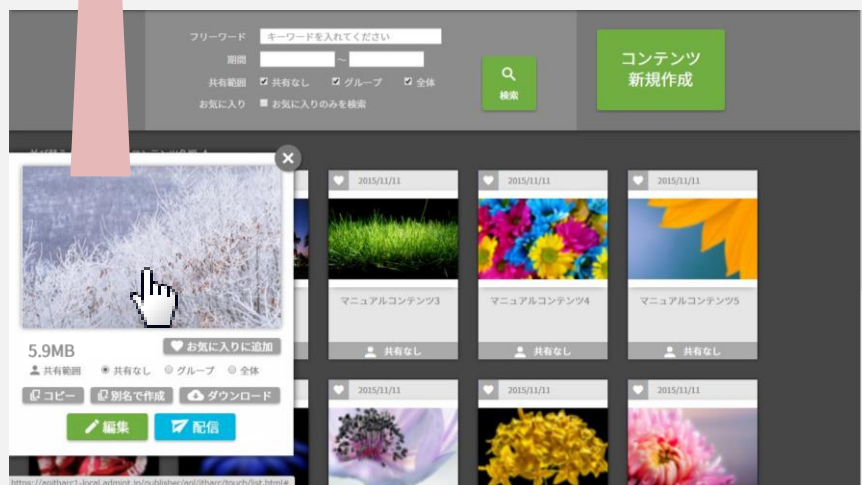 フリーワード キーワードを入れてください
期間 ～
共有範囲 共有なし グループ 全体
お気に入り お気に入りのみを検索
検索
コンテンツ
新規作成
2015/11/11
2015/11/11
2015/11/11
マニュアルコンテンツ3
マニュアルコンテンツ4
マニュアルコンテンツ5
共有なし
共有なし
共有なし
5.9MB
お気に入りに追加
共有範囲 共有なし グループ 全体
コピー 別名で作成 ダウンロード
編集 配信
2015/11/11
2015/11/11
2015/11/11